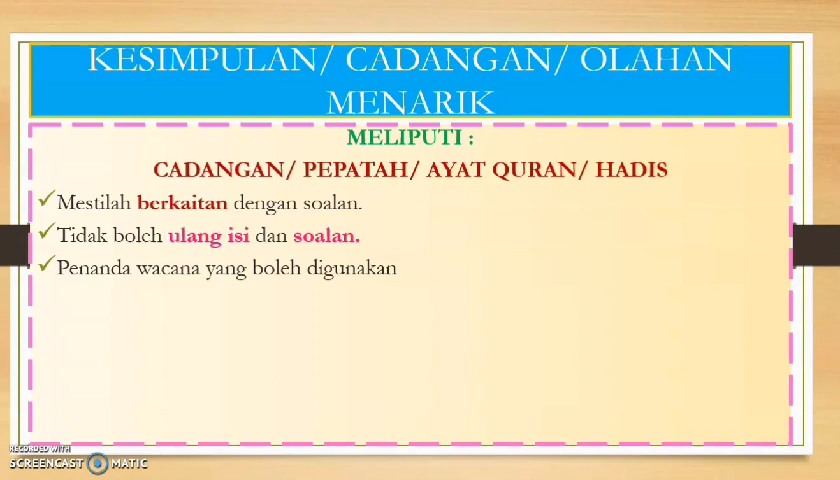 KESIMPULAN/ CADANGAN/ OLAHAN
MENARIK
MELIPUTI :
CADANGAN/ PEPATAH/ AYAT QURAN/ HADIS
Mestilah berkaitan dengan soalan.
Tidak boleh ulang isi dan soalan.
Penanda wacana yang boleh digunakan
RECORDED WITH
SCREENCAST MATIC